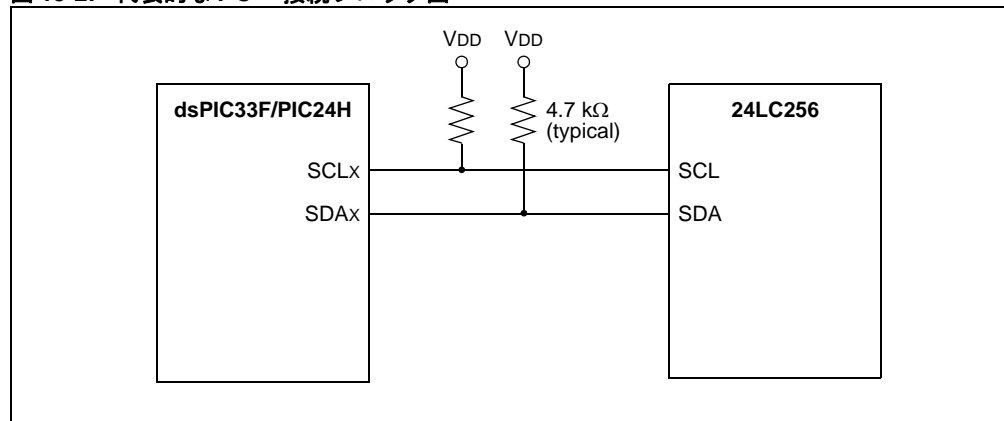 VDD VDD
dsPIC33F/PIC24H
4.7 kΩ
(typical)
24LC256
SCLx
SCL
SDAx
SDA